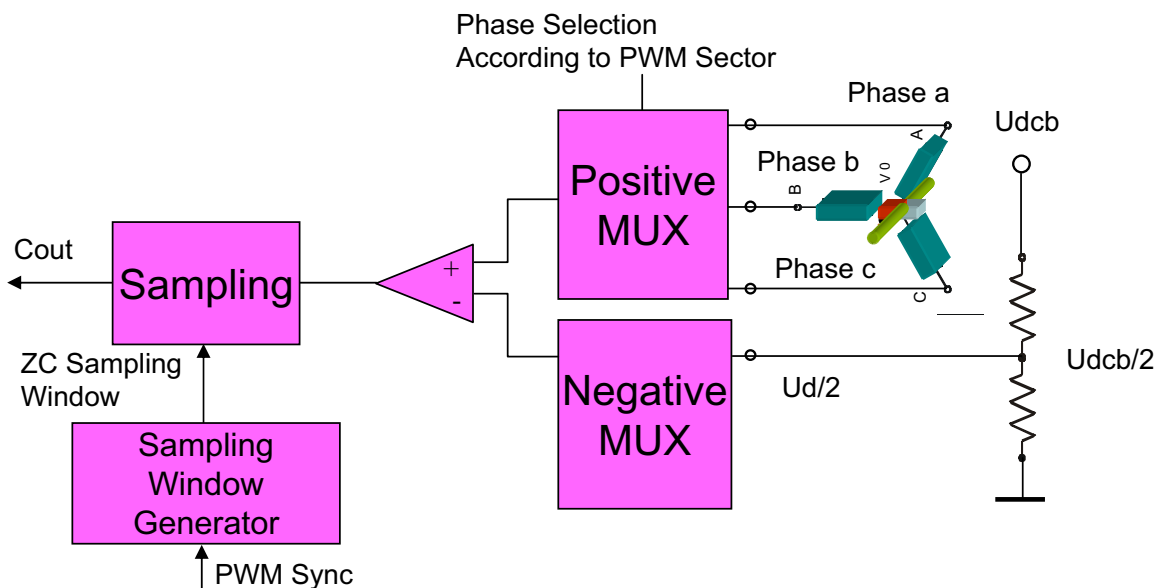 Phase Selection
According to PWM Sector
Phase a
Udcb
A
Phase b
V 0
B
Positive
MUX
Cout
+
-
Sampling
Phase c
C
ZC Sampling
Window
Negative
MUX
Ud/2
Udcb/2
Sampling
Window
Generator
PWM Sync